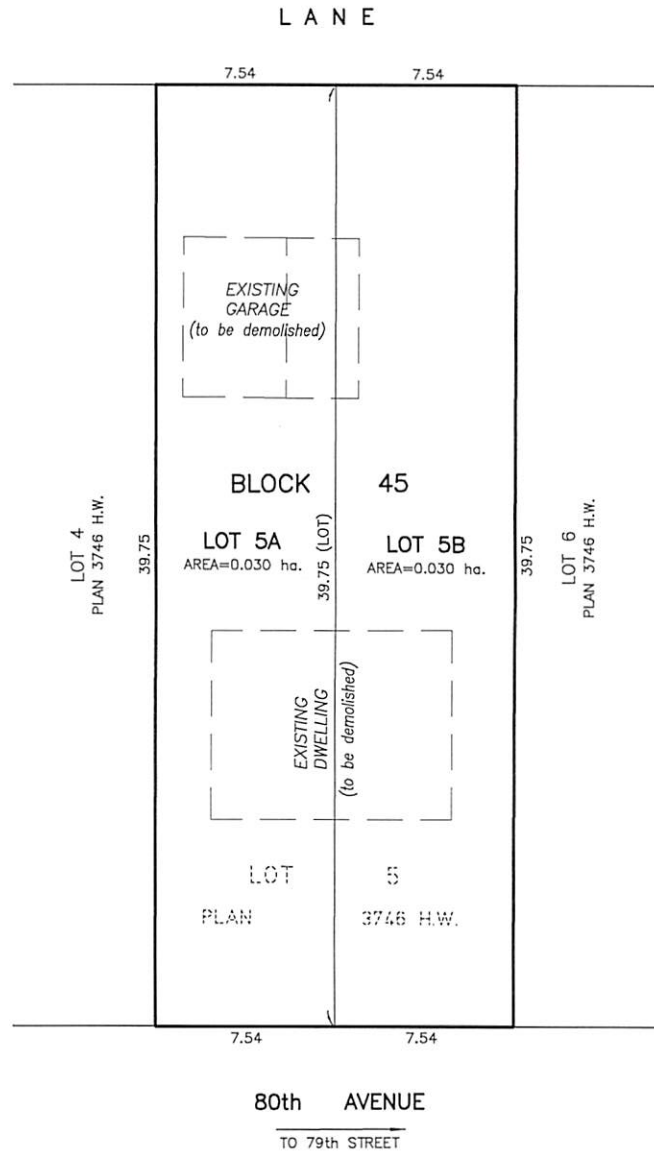 LANE
7.54 7.54
EXISTING
GARAGE
(to be demolished)
BLOCK 45
LOT 4
PLAN 3746 H.W.
39.75
LOT 5A
AREA=0.030 ha.
39.75 (LOT)
LOT 5B
AREA=0.030 ha.
39.75
LOT 6
PLAN 3746 H.W.
EXISTING
DWELLING
(to be demolished)
LOT 5
PLAN 3746 H.W.
7.54 7.54
80th AVENUE
TO 79th STREET